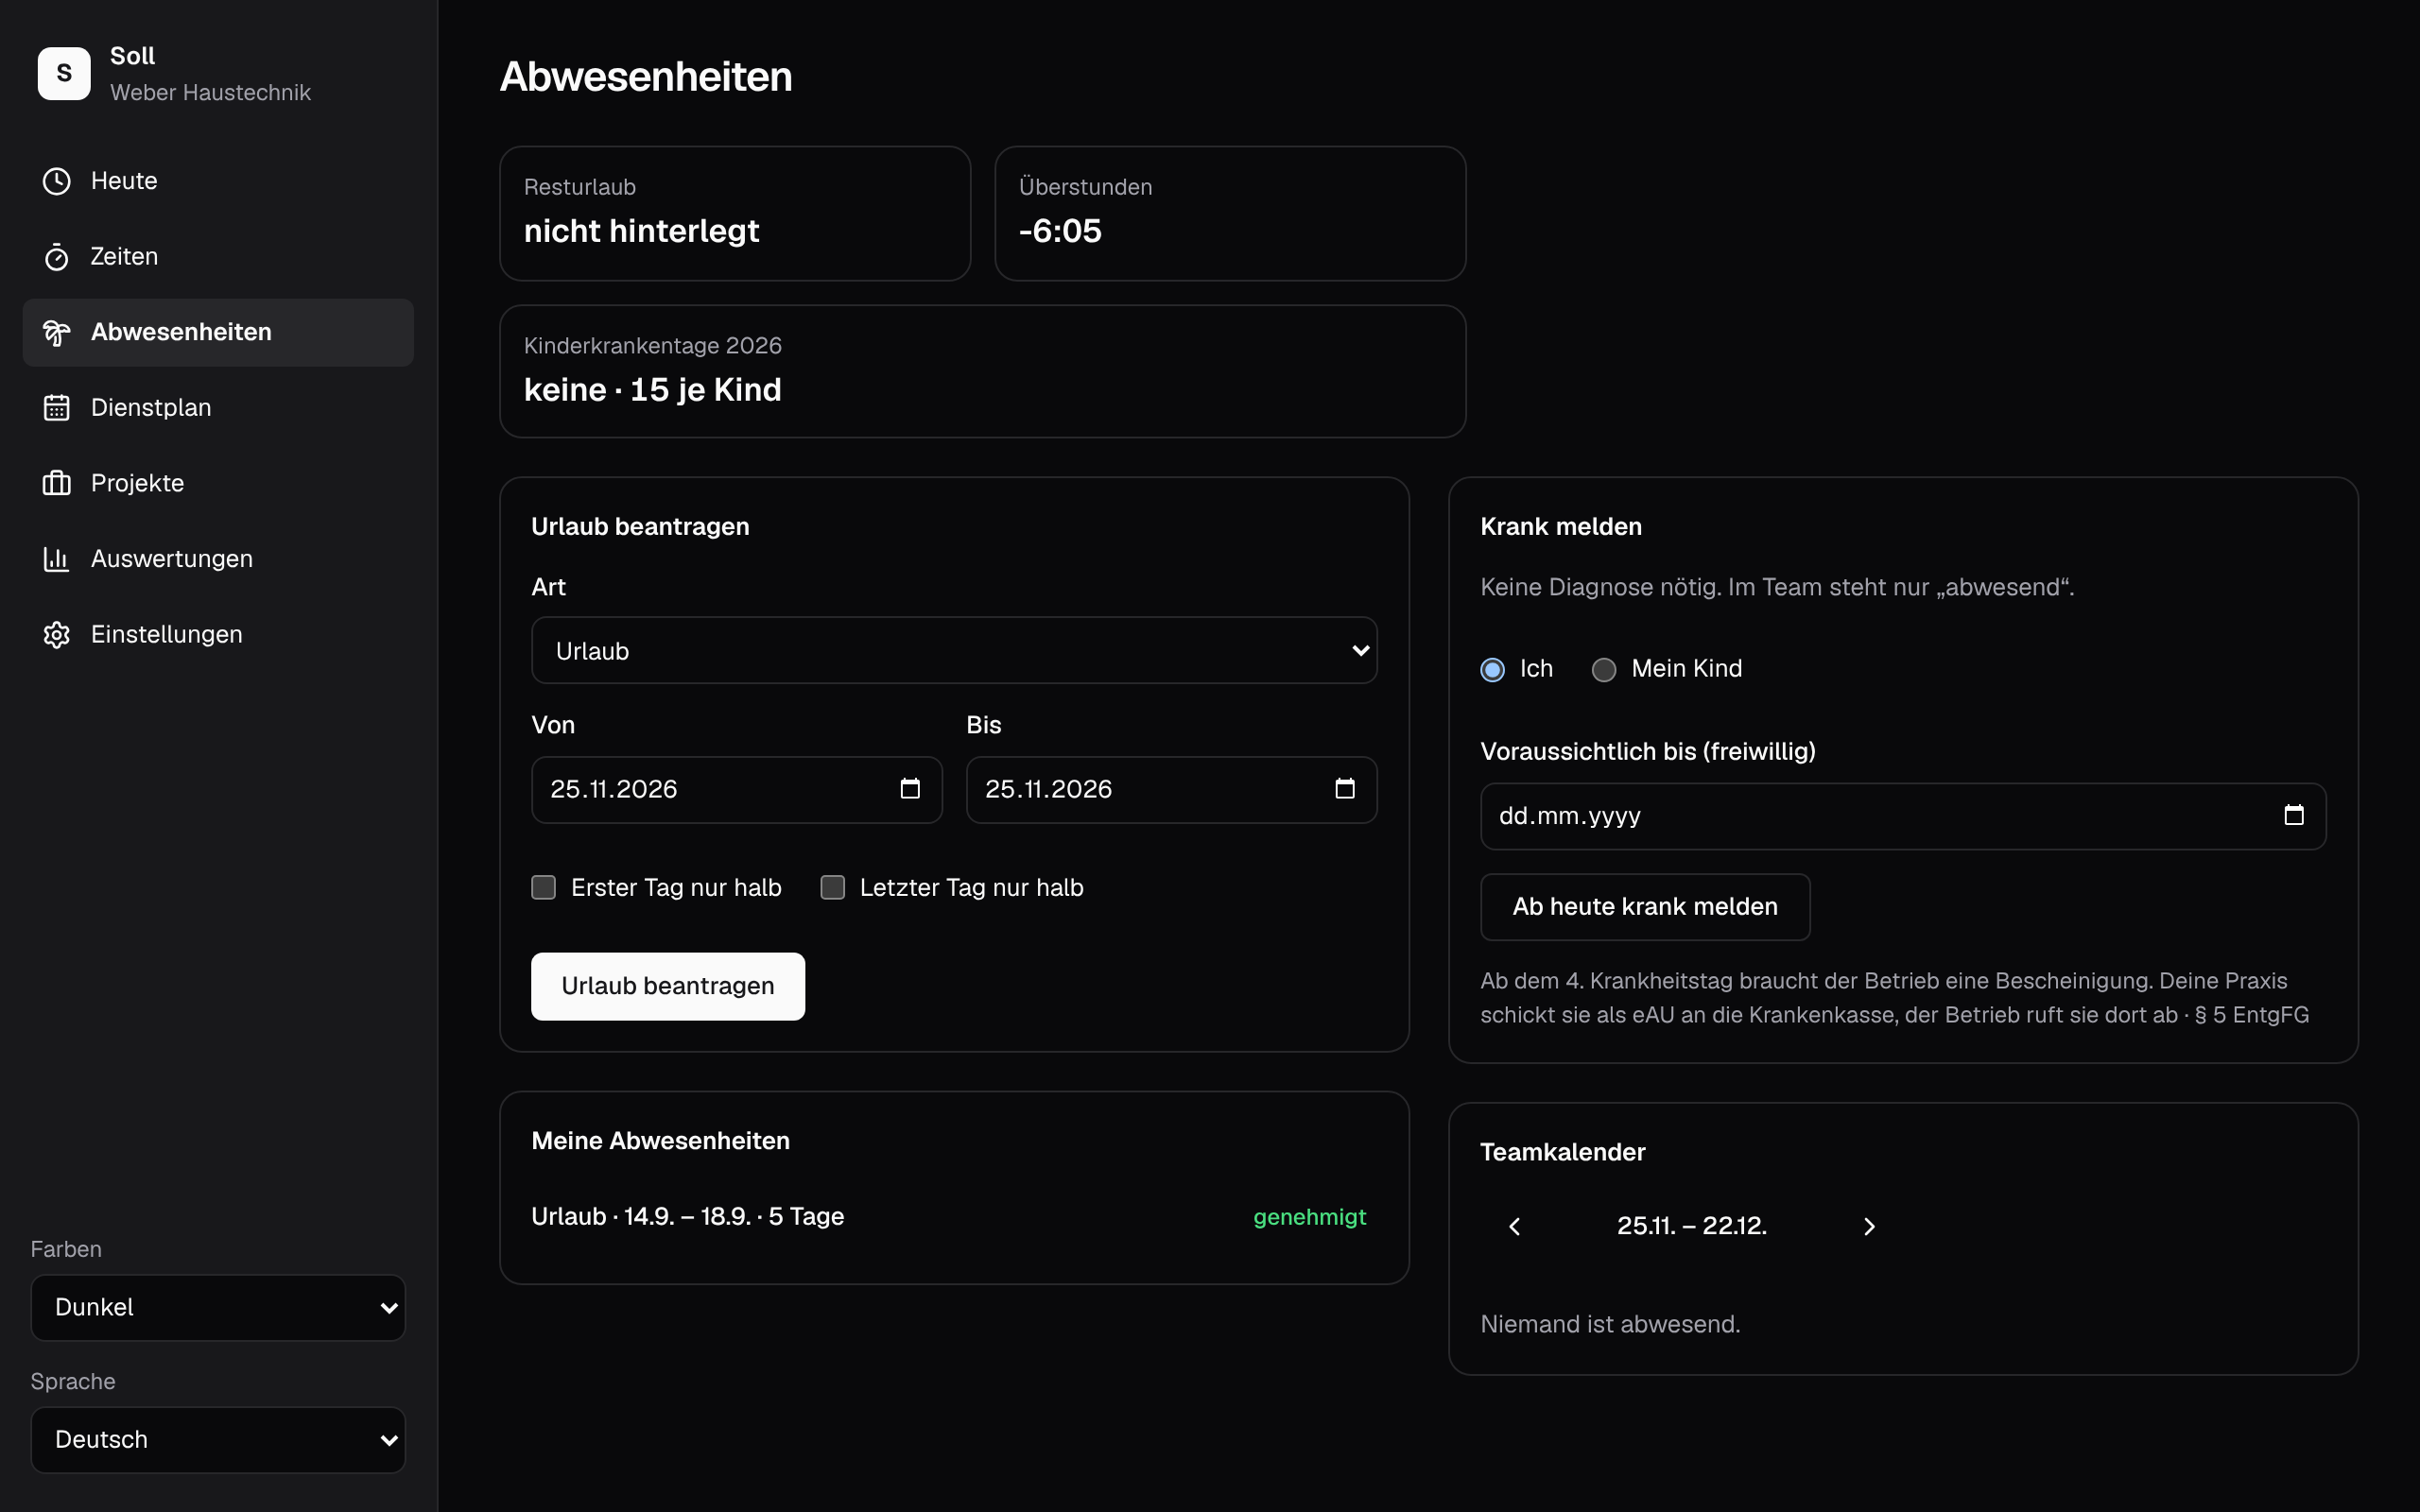 S
Soll
Weber Haustechnik
Heute
Zeiten
Abwesenheiten
Dienstplan
Projekte
Auswertungen
Einstellungen
Farben
Dunkel
Sprache
Deutsch
Abwesenheiten
Resturlaub
nicht hinterlegt
Überstunden
-6:05
Kinderkrankentage 2026
keine · 15 je Kind
Urlaub beantragen
Art
Urlaub
Von
Bis
25.11.2026
25.11.2026
Erster Tag nur halb
Letzter Tag nur halb
Urlaub beantragen
Meine Abwesenheiten
Urlaub · 14.9. – 18.9. · 5 Tage
genehmigt
Krank melden
Keine Diagnose nötig. Im Team steht nur „abwesend“.
Ich
Mein Kind
Voraussichtlich bis (freiwillig)
dd.mm.yyyy
Ab heute krank melden
Ab dem 4. Krankheitstag braucht der Betrieb eine Bescheinigung. Deine Praxis
schickt sie als eAU an die Krankenkasse, der Betrieb ruft sie dort ab · § 5 EntgFG
Teamkalender
25.11. – 22.12.
Niemand ist abwesend.